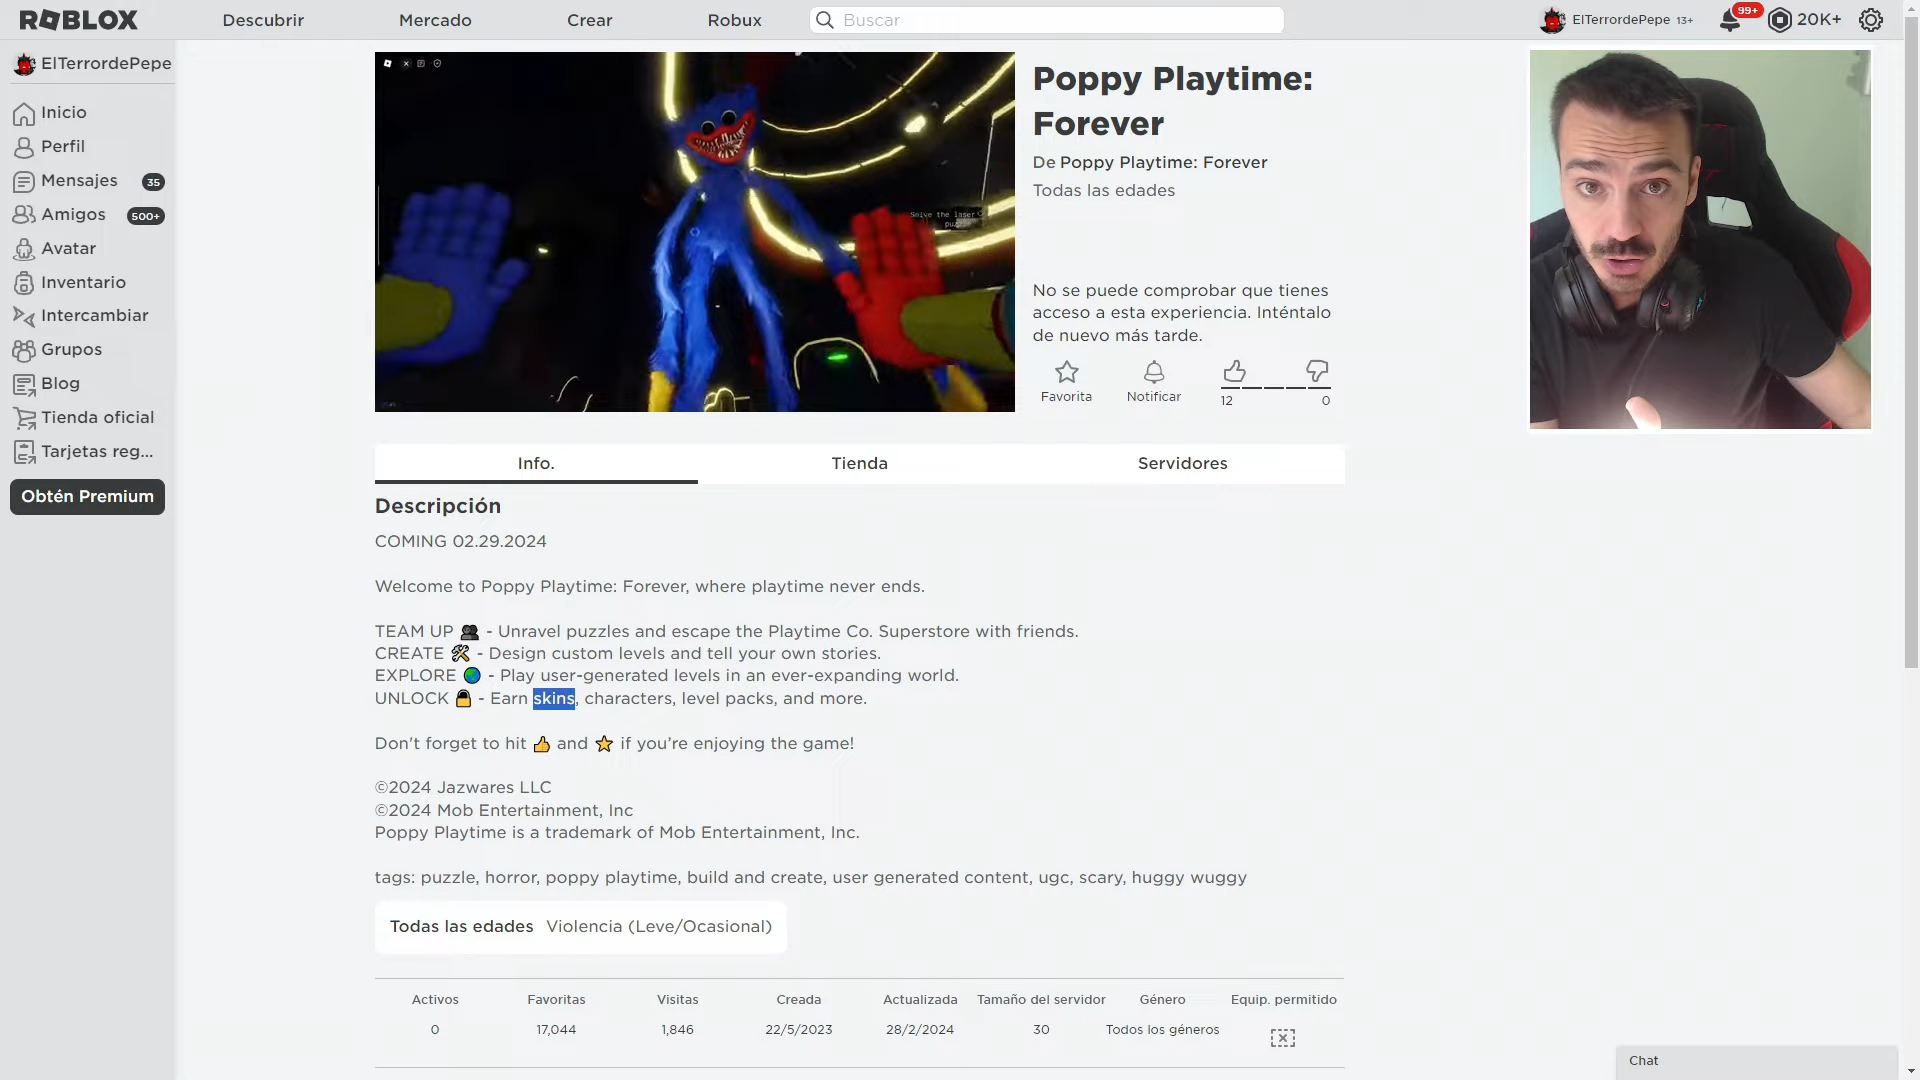 ROBLOX
Descubrir
Mercado
Crear
Robux
Buscar
ElTerrordePepe 13+
99+
20K+
ElTerrordePepe
Inicio
Perfil
Mensajes 35
Amigos 500+
Avatar
Inventario
Intercambiar
Grupos
Blog
Tienda oficial
Tarjetas reg...
Obtén Premium
Solve the laser
Poppy Playtime:
Forever
De Poppy Playtime: Forever
Todas las edades
No se puede comprobar que tienes
acceso a esta experiencia. Inténtalo
de nuevo más tarde.
Favorita
Notificar
12
0
Info.
Tienda
Servidores
Descripción
COMING 02.29.2024
Welcome to Poppy Playtime: Forever, where playtime never ends.
TEAM UP 👥 - Unravel puzzles and escape the Playtime Co. Superstore with friends.
CREATE 🛠 - Design custom levels and tell your own stories.
EXPLORE 🌎 - Play user-generated levels in an ever-expanding world.
UNLOCK 🔒 - Earn skins, characters, level packs, and more.
Don't forget to hit 👍 and ⭐ if you’re enjoying the game!
©2024 Jazwares LLC
©2024 Mob Entertainment, Inc
Poppy Playtime is a trademark of Mob Entertainment, Inc.
tags: puzzle, horror, poppy playtime, build and create, user generated content, ugc, scary, huggy wuggy
Todas las edades Violencia (Leve/Ocasional)
Activos Favoritas Visitas Creada Actualizada Tamaño del servidor Género Equip. permitido
0 17,044 1,846 22/5/2023 28/2/2024 30 Todos los géneros
Chat